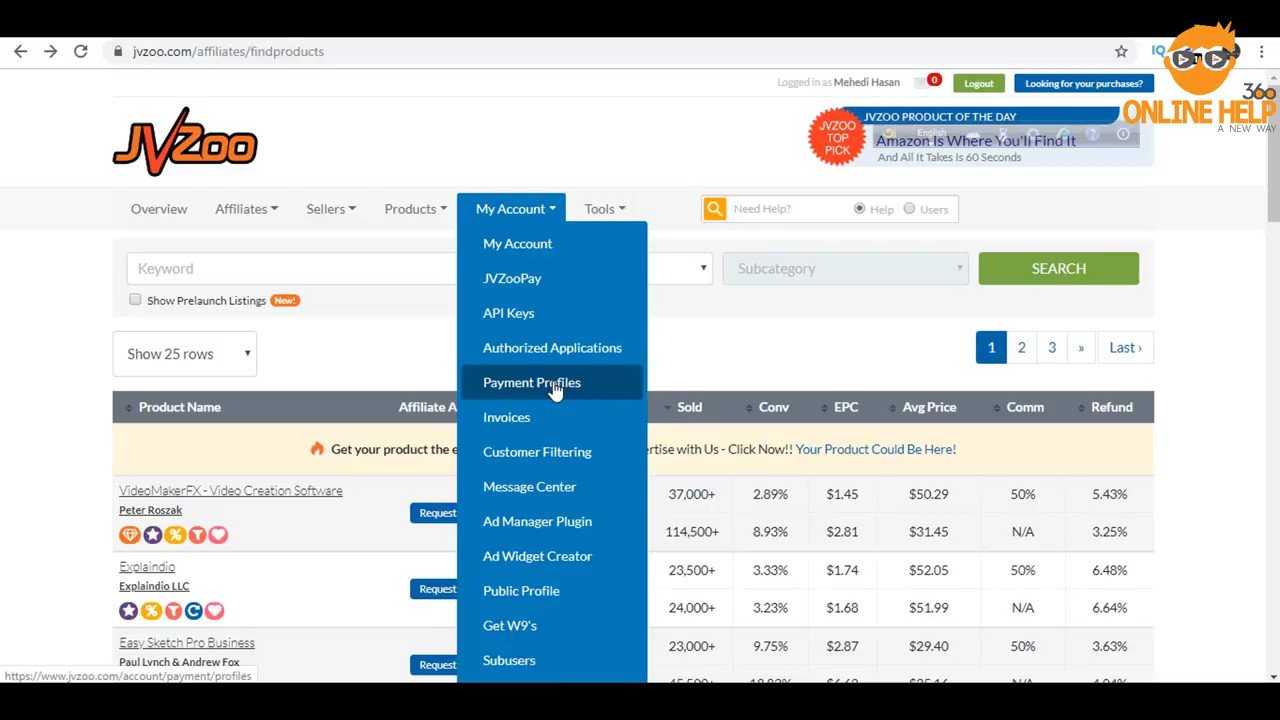 jvzoo.com/affiliates/findproducts
IQ
Logged in as Mehedi Hasan
0
Logout
Looking for your purchases?
360
ONLINE HELP
A NEW WAY
JVZoo
JVZOO
TOP
PICK
JVZOO PRODUCT OF THE DAY
English
Amazon Is Where You'll Find It
And All It Takes Is 60 Seconds
Overview
Affiliates
Sellers
Products
My Account
Tools
Need Help?
Help
Users
My Account
JVZooPay
API Keys
Authorized Applications
Payment Profiles
Invoices
Customer Filtering
Message Center
Ad Manager Plugin
Ad Widget Creator
Public Profile
Get W9's
Subusers
Keyword
Subcategory
SEARCH
Show Prelaunch Listings New!
Show 25 rows
1 2 3 » Last ›
Product Name Affiliate A Sold Conv EPC Avg Price Comm Refund
Get your product the e ertise with Us - Click Now!! Your Product Could Be Here!
VideoMakerFX - Video Creation Software
Peter Roszak
Request
37,000+ 2.89% $1.45 $50.29 50% 5.43%
114,500+ 8.93% $2.81 $31.45 N/A 3.25%
Explaindio
Explaindio LLC
Request
23,500+ 3.33% $1.74 $52.05 50% 6.48%
24,000+ 3.23% $1.68 $51.99 N/A 6.64%
Easy Sketch Pro Business
Paul Lynch & Andrew Fox
Request
23,000+ 9.75% $2.87 $29.40 50% 3.63%
https://www.jvzoo.com/account/payment/profiles